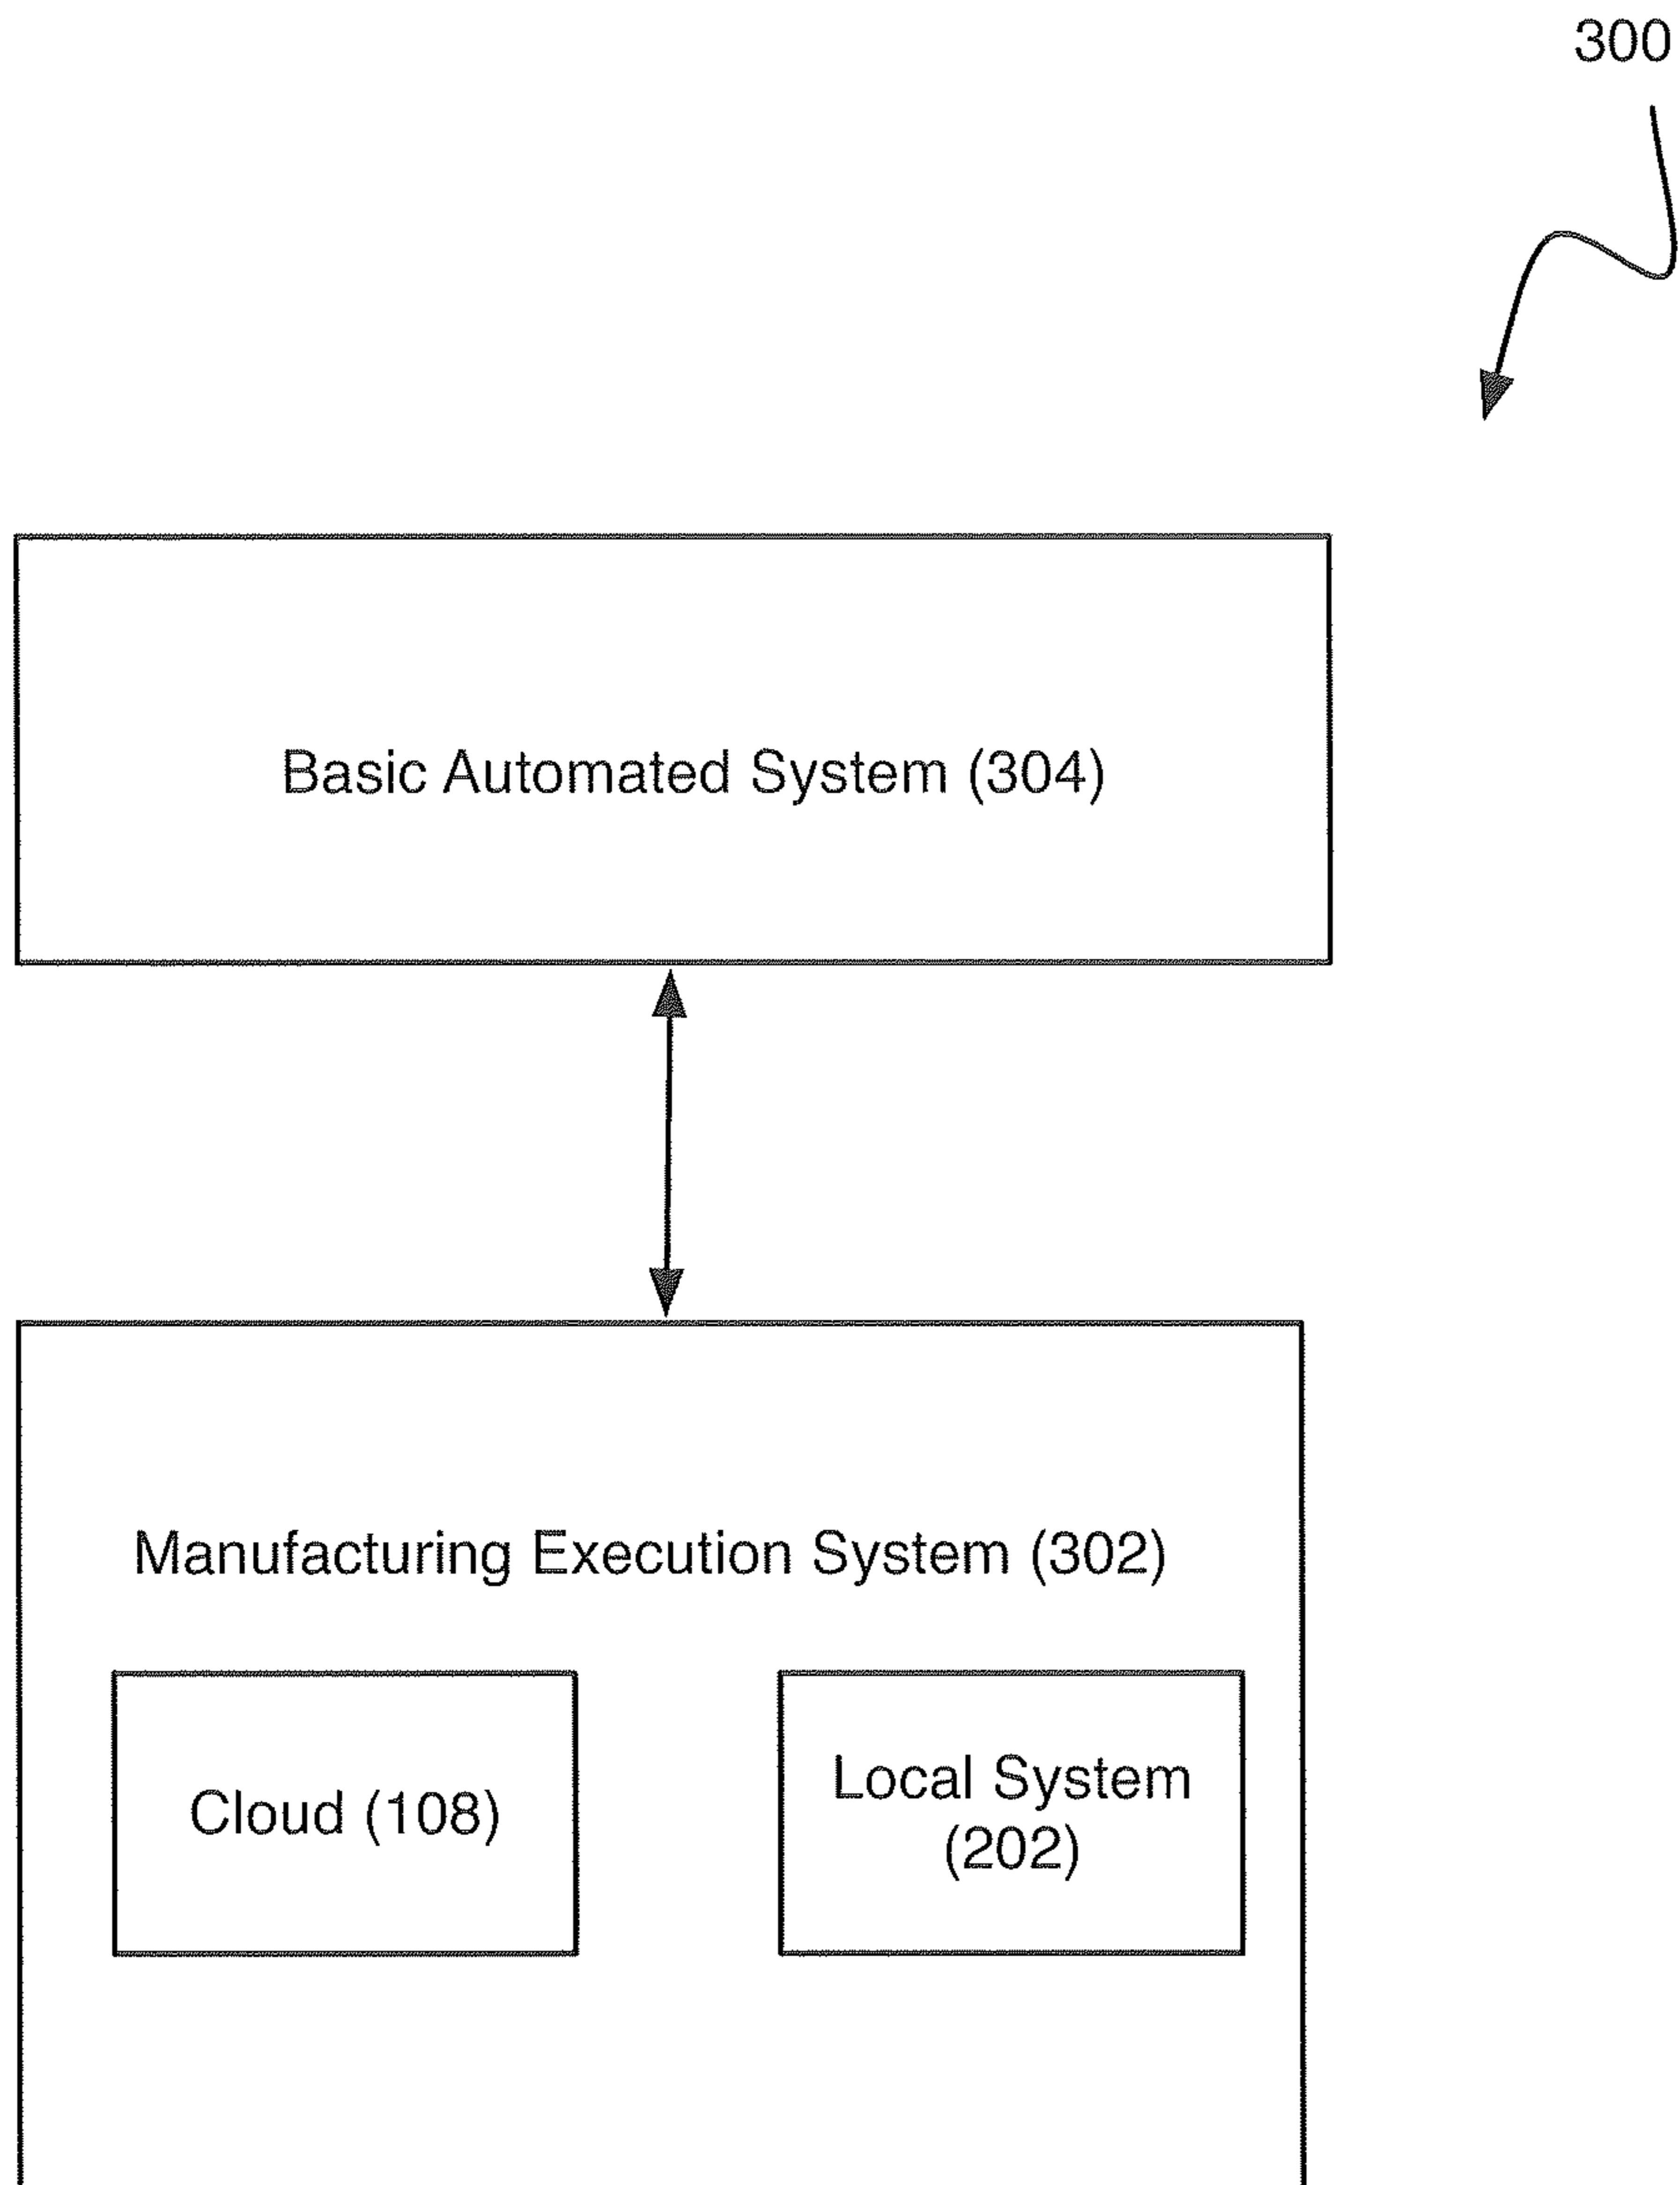 300
Basic Automated System (304)
Manufacturing Execution System (302)
Cloud (108)
Local System
(202)